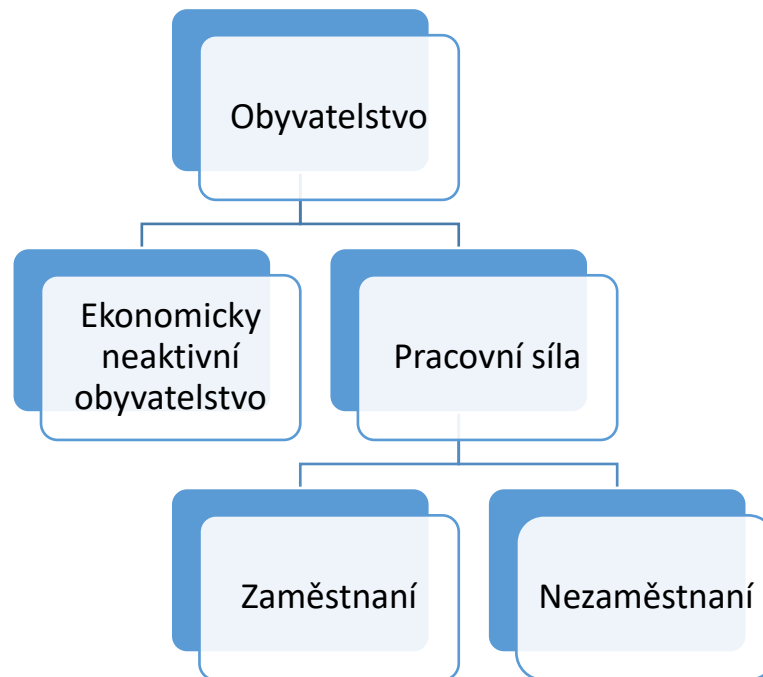 Obyvatelstvo
Ekonomicky
neaktivní
obyvatelstvo
Pracovní síla
Zaměstnaní
Nezaměstnaní